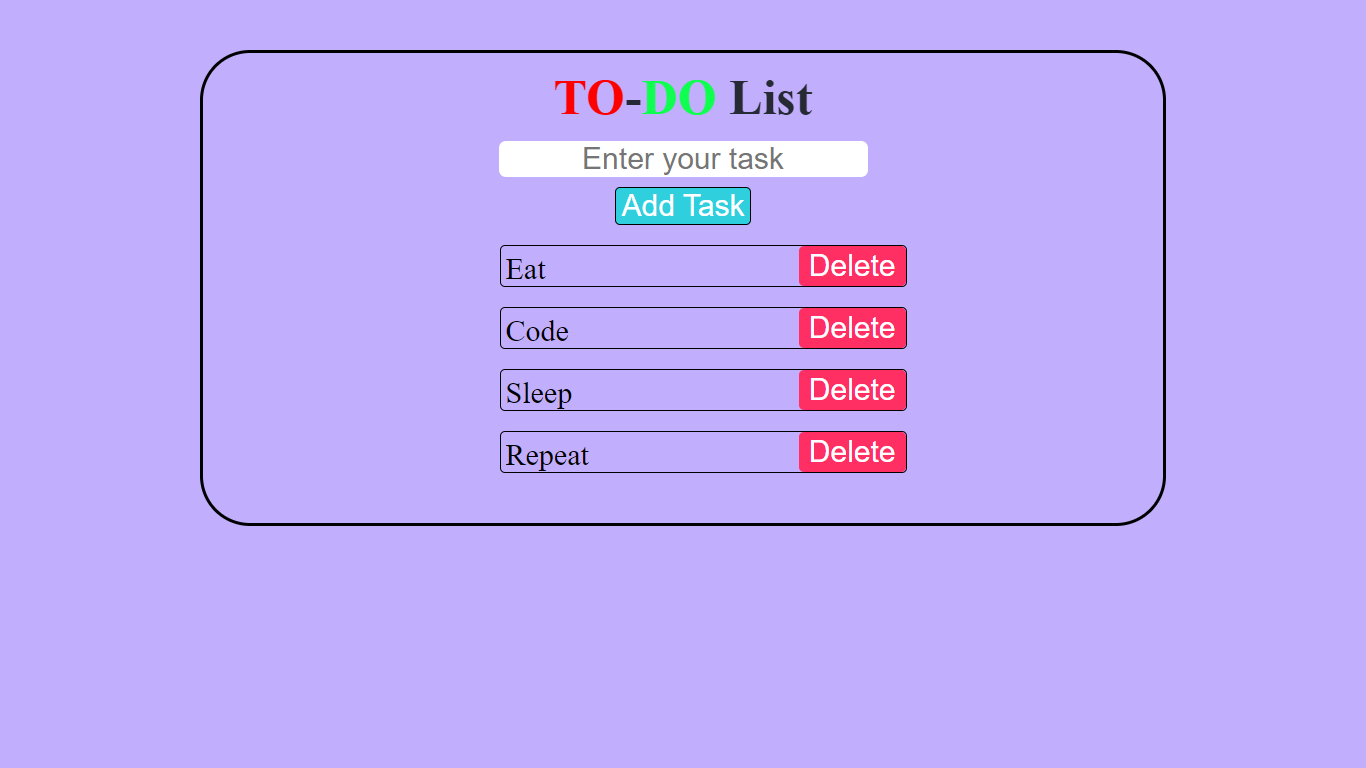 TO-DO List
Enter your task
Add Task
Eat Delete
Code Delete
Sleep Delete
Repeat Delete